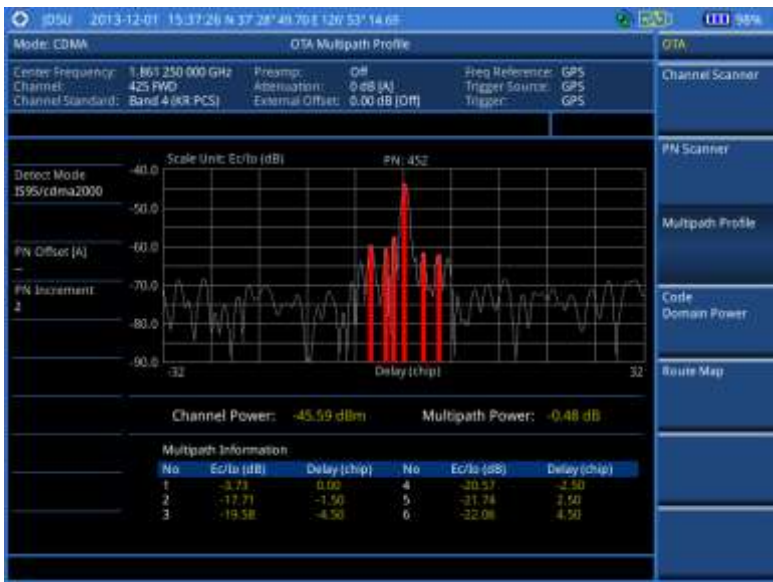 JDSU 2013-12-01 15:37:26 N 37° 28' 49.70 E 126° 53' 14.69 98%
Mode: CDMA OTA Multipath Profile OTA
Center Frequency: 1.861 250 000 GHz Preamp: Off Freq Reference: GPS
Channel: 425 FWD Attenuation: 0 dB [A] Trigger Source: GPS
Channel Standard: Band 4 (KR PCS) External Offset: 0.00 dB [Off] Trigger: GPS
Channel Scanner
PN Scanner
Multipath Profile
Code
Domain Power
Route Map
Detect Mode
IS95/cdma2000
PN Offset [A]
--
PN Increment
2
Scale Unit: Ec/Io (dB) PN: 452
-40.0
-50.0
-60.0
-70.0
-80.0
-90.0
-32 Delay (chip) 32
Channel Power: -45.59 dBm Multipath Power: -0.48 dB
Multipath Information
No Ec/Io (dB) Delay (chip) No Ec/Io (dB) Delay (chip)
1 -3.73 0.00 4 -20.57 -2.50
2 -17.71 -1.50 5 -21.74 2.50
3 -19.58 -4.50 6 -22.06 4.50